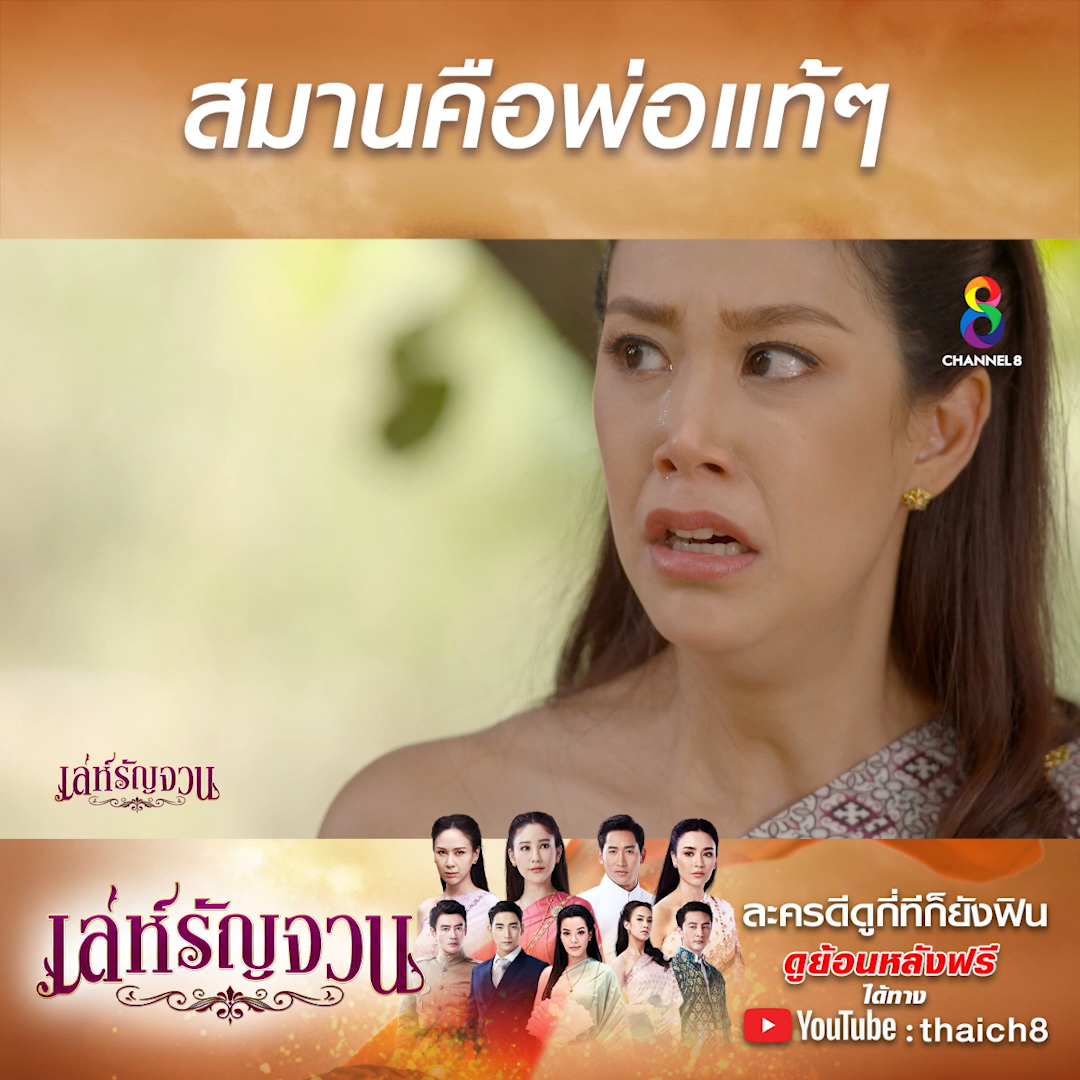 สมานคือพ่อแท้ๆ
CHANNEL 8
เล่ห์รัญจวน
เล่ห์รัญจวน
ละครดีดูกี่ทีก็ยังฟิน
ดูย้อนหลังฟรี
ได้ทาง
YouTube : thaich8